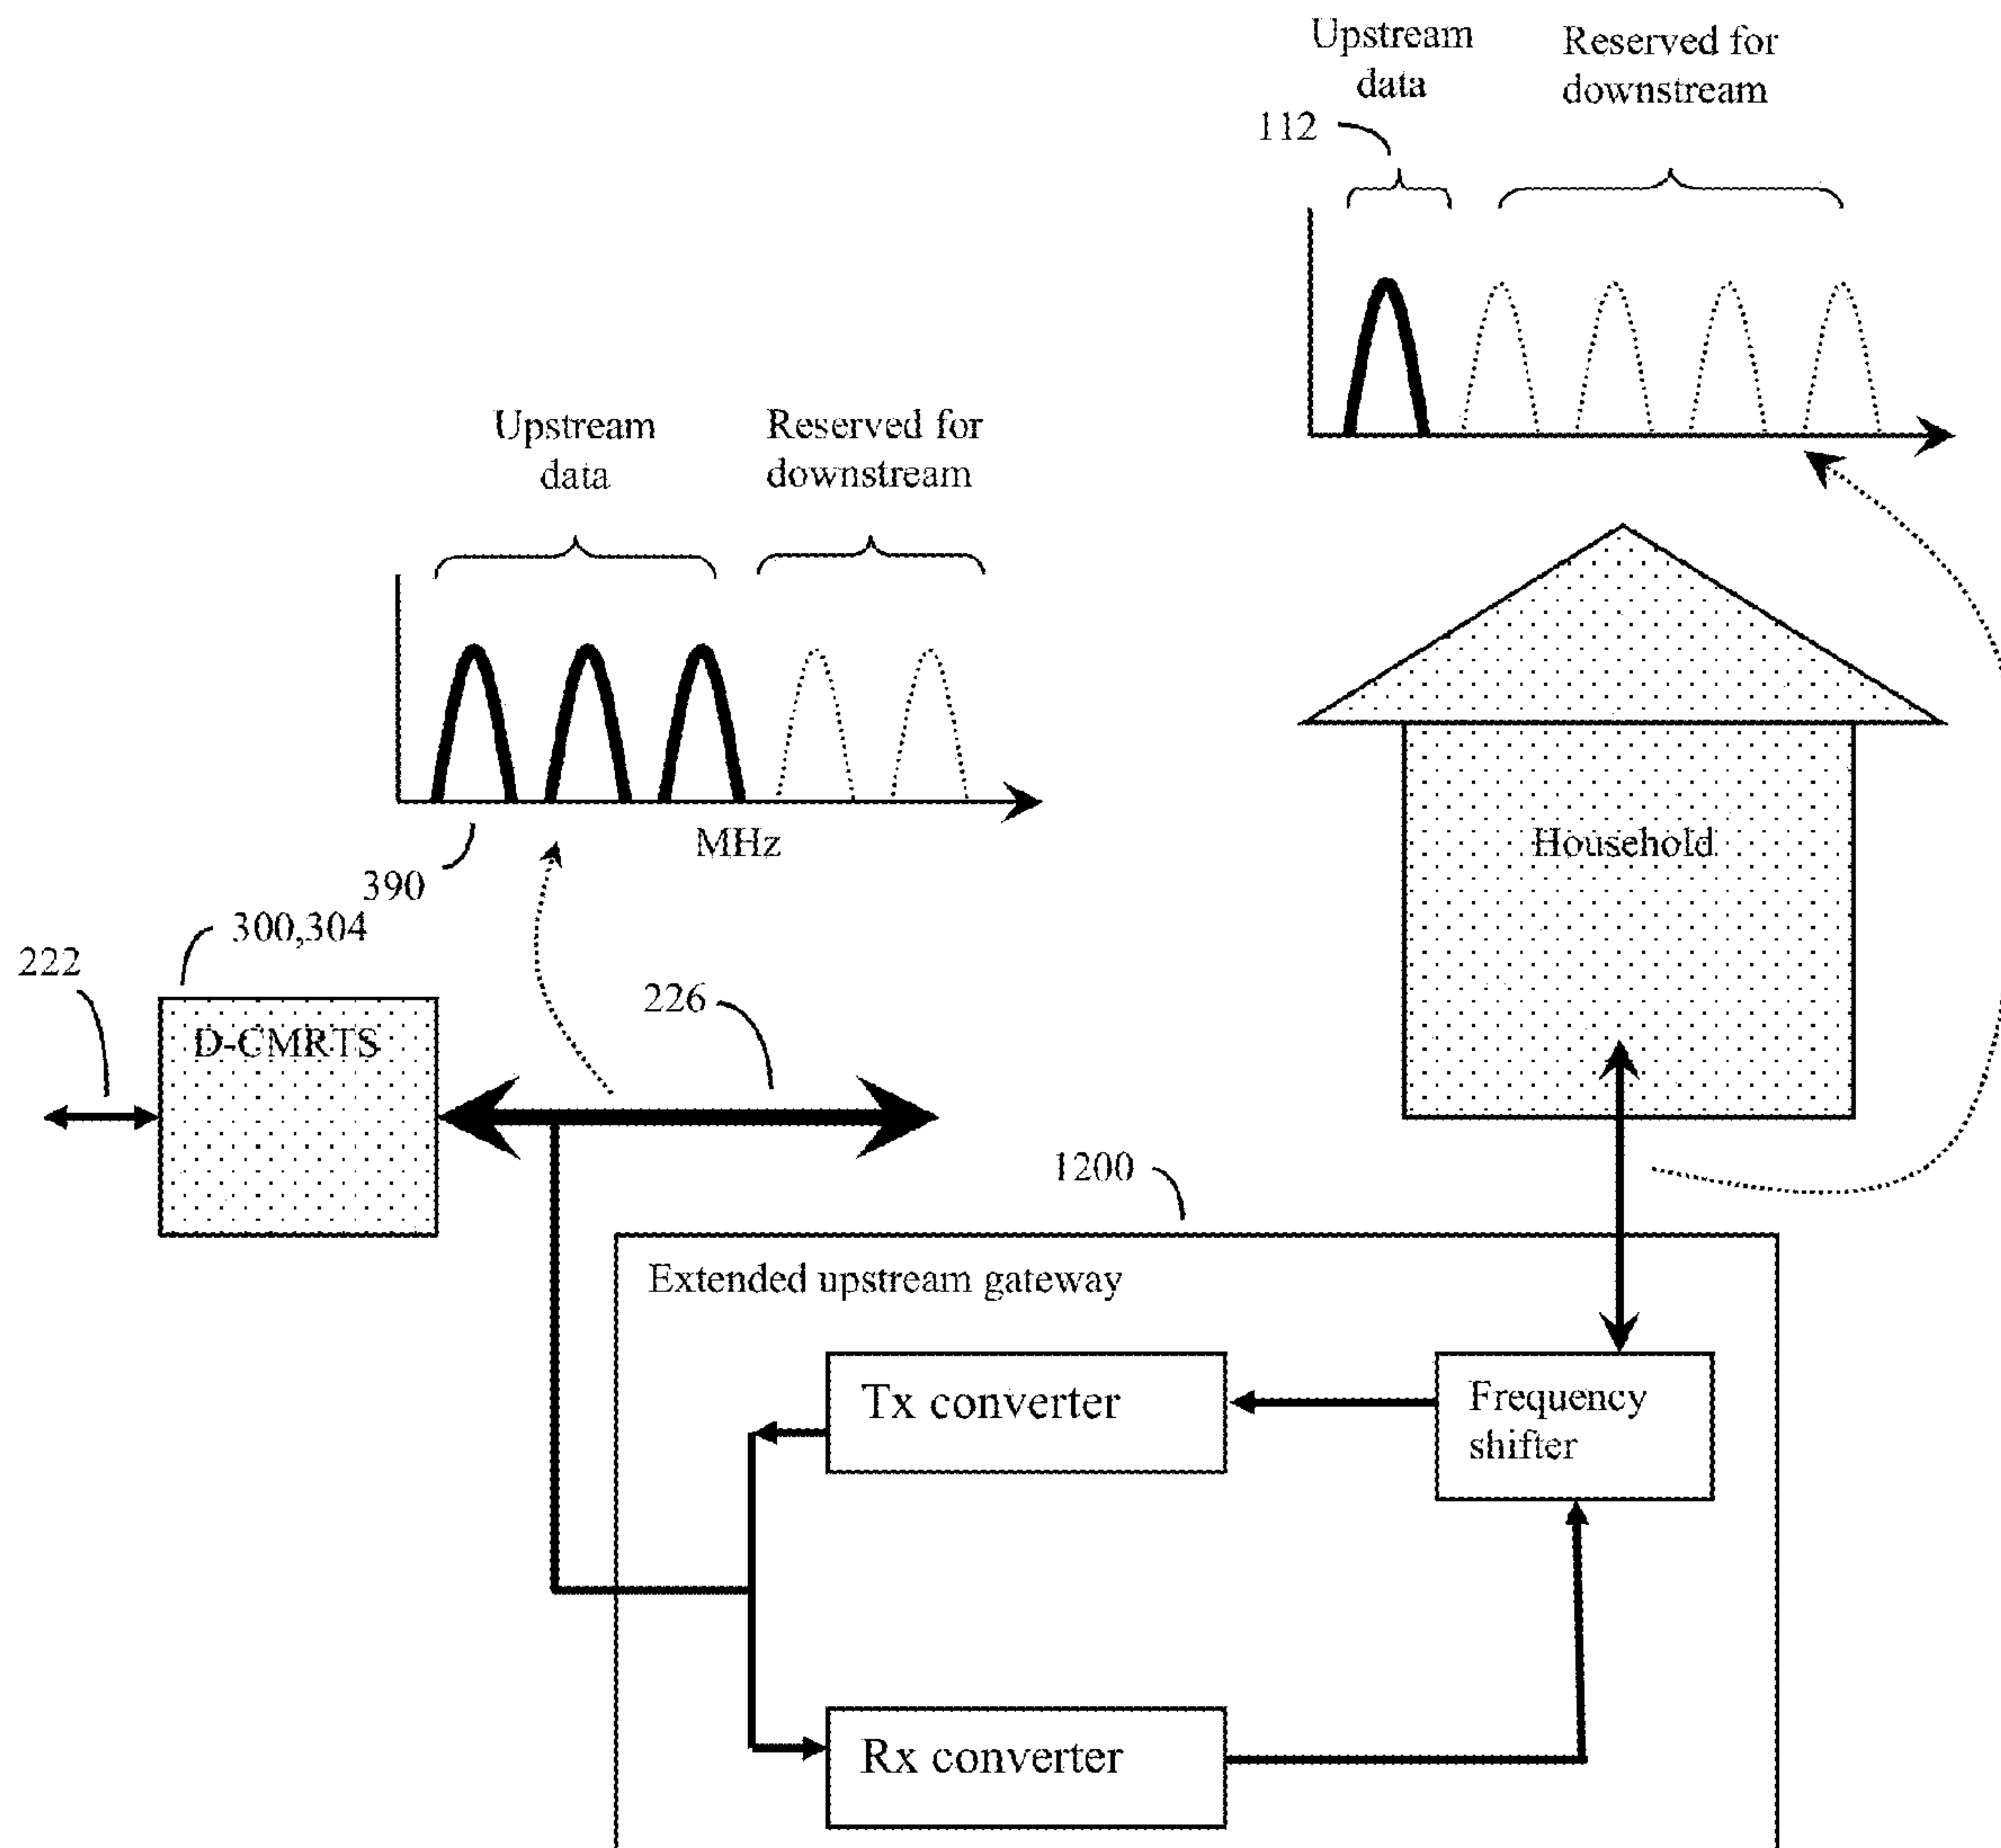 Upstream
data
Reserved for
downstream
112
Upstream
data
Reserved for
downstream
MHz
390
300,304
222
D-CMRTS
226
Household
1200
Extended upstream gateway
Tx converter
Frequency
shifter
Rx converter